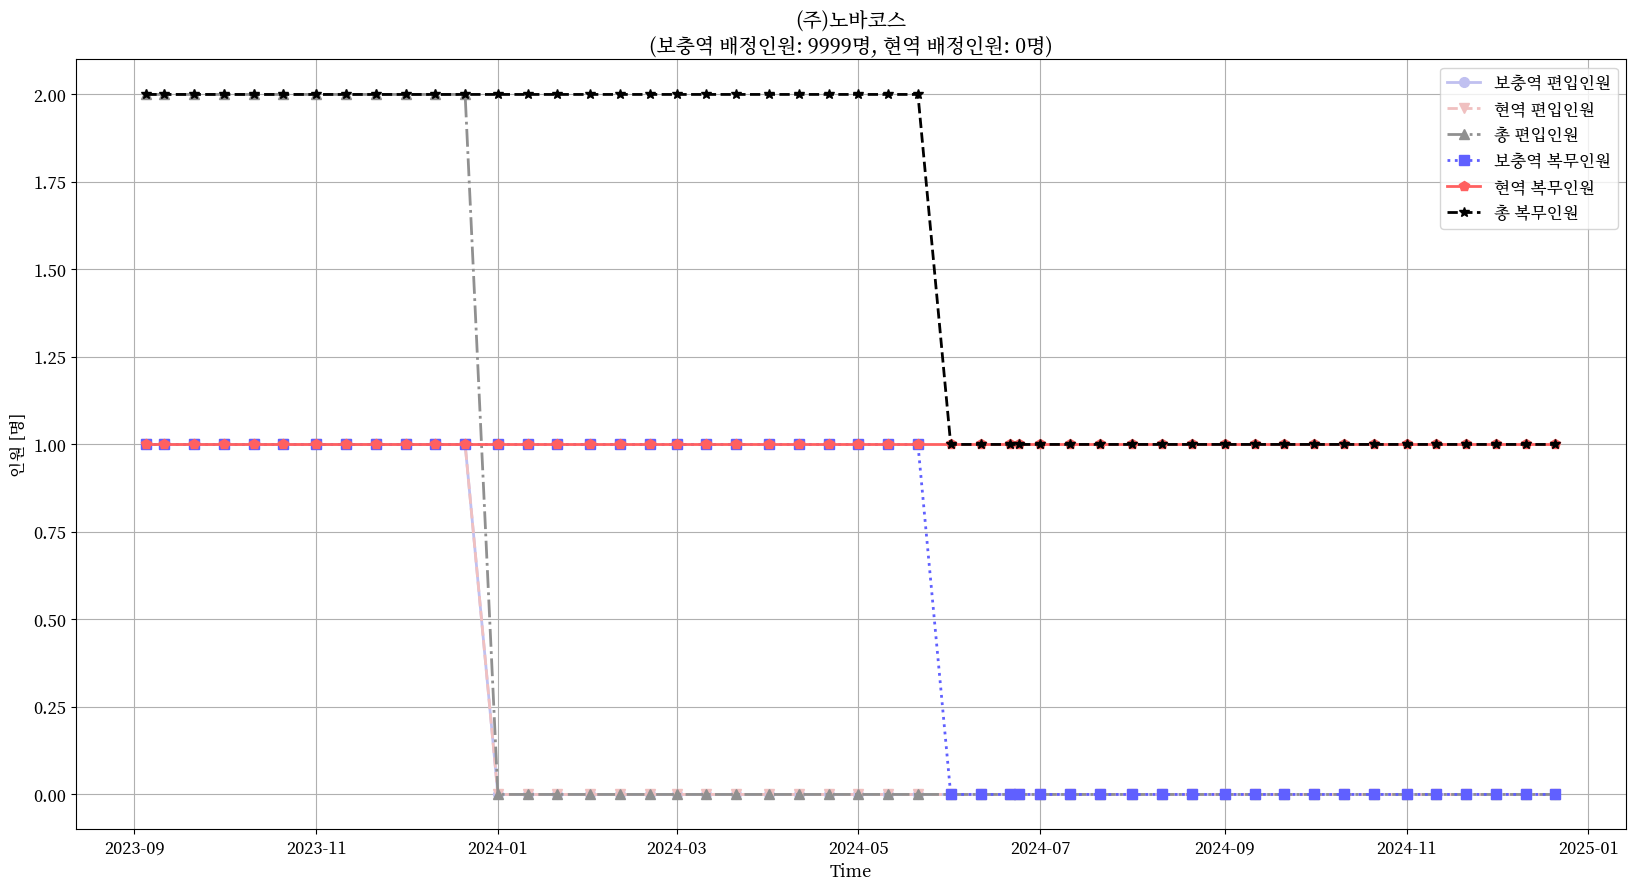 (주)노바코스
(보충역 배정인원: 9999명, 현역 배정인원: 0명)
인원 [명]
2.00
1.75
1.50
1.25
1.00
0.75
0.50
0.25
0.00
보충역 편입인원
현역 편입인원
총 편입인원
보충역 복무인원
현역 복무인원
총 복무인원
2023-09
2023-11
2024-01
2024-03
2024-05
2024-07
2024-09
2024-11
2025-01
Time